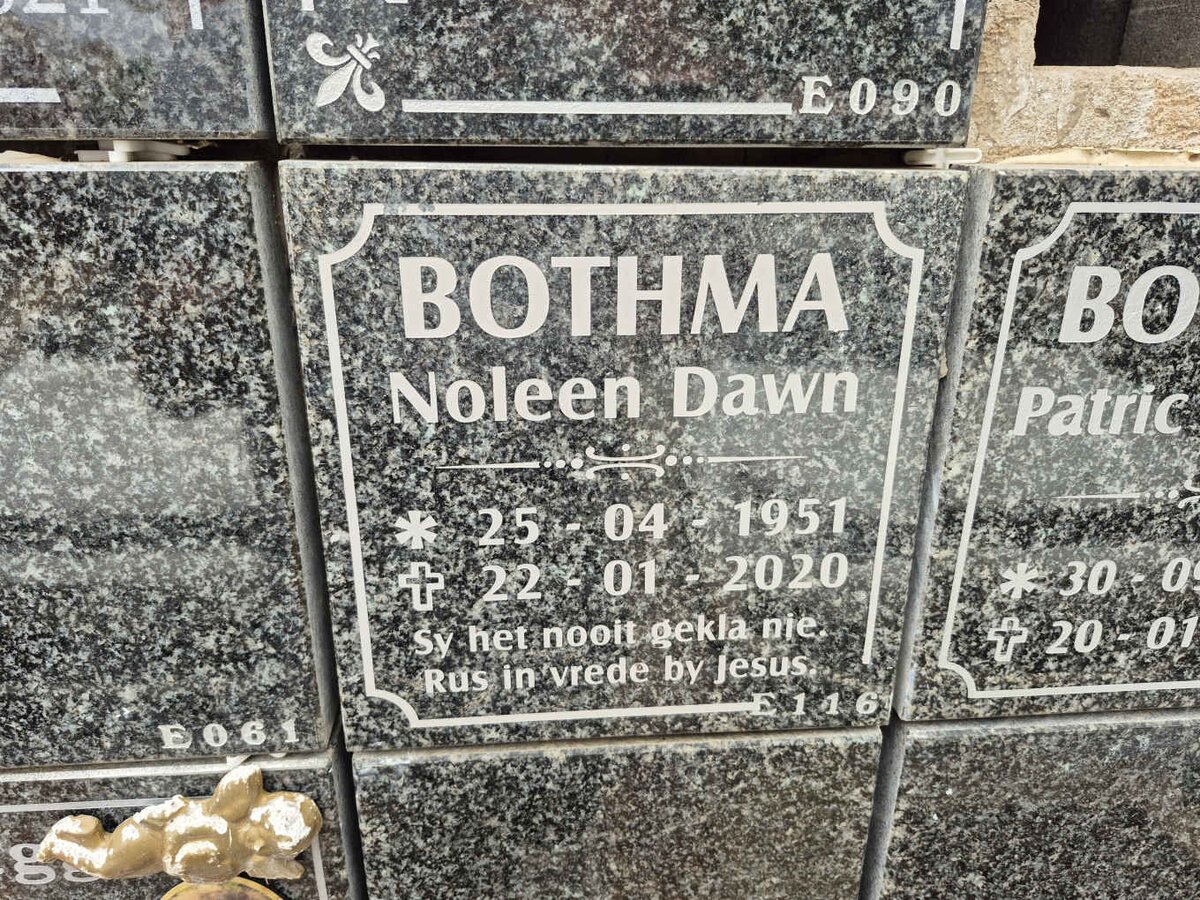 E090
BOTHMA
Noleen Dawn
* 25 - 04 - 1951
✝ 22 - 01 - 2020
Sy het nooit gekla nie.
Rus in vrede by Jesus.
E116
E061
BO
Patric
* 30 - 0
✝ 20 - 01